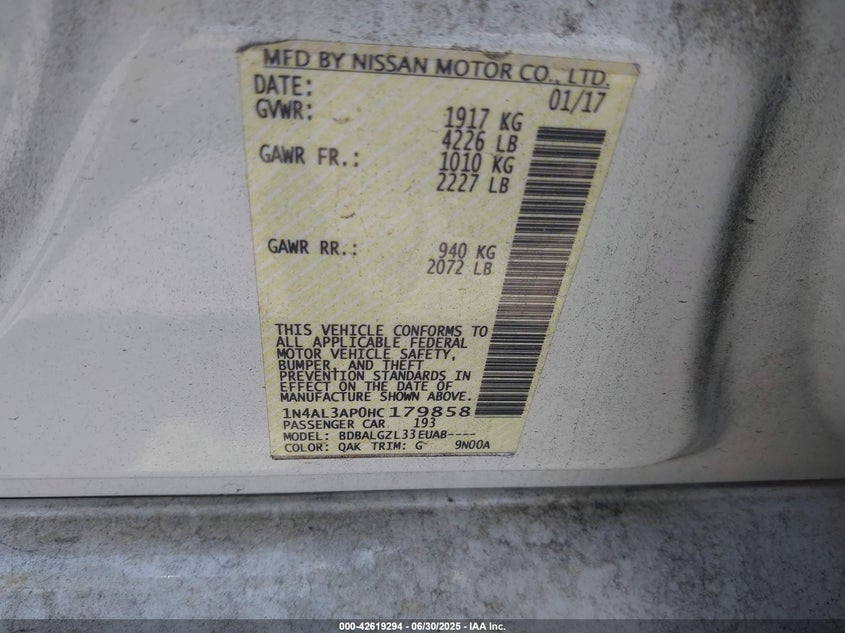 MFD BY NISSAN MOTOR CO., LTD.
DATE: 01/17
GVWR: 1917 KG
4226 LB
GAWR FR.: 1010 KG
2227 LB
GAWR RR.: 940 KG
2072 LB
THIS VEHICLE CONFORMS TO
ALL APPLICABLE FEDERAL
MOTOR VEHICLE SAFETY,
BUMPER, AND THEFT
PREVENTION STANDARDS IN
EFFECT ON THE DATE OF
MANUFACTURE SHOWN ABOVE.
1N4AL3AP0HC179858
PASSENGER CAR 193
MODEL: BDBALGZL33EUAB----
COLOR: QAK TRIM: G 9N00A
000-42619294 - 06/30/2025 - IAA Inc.